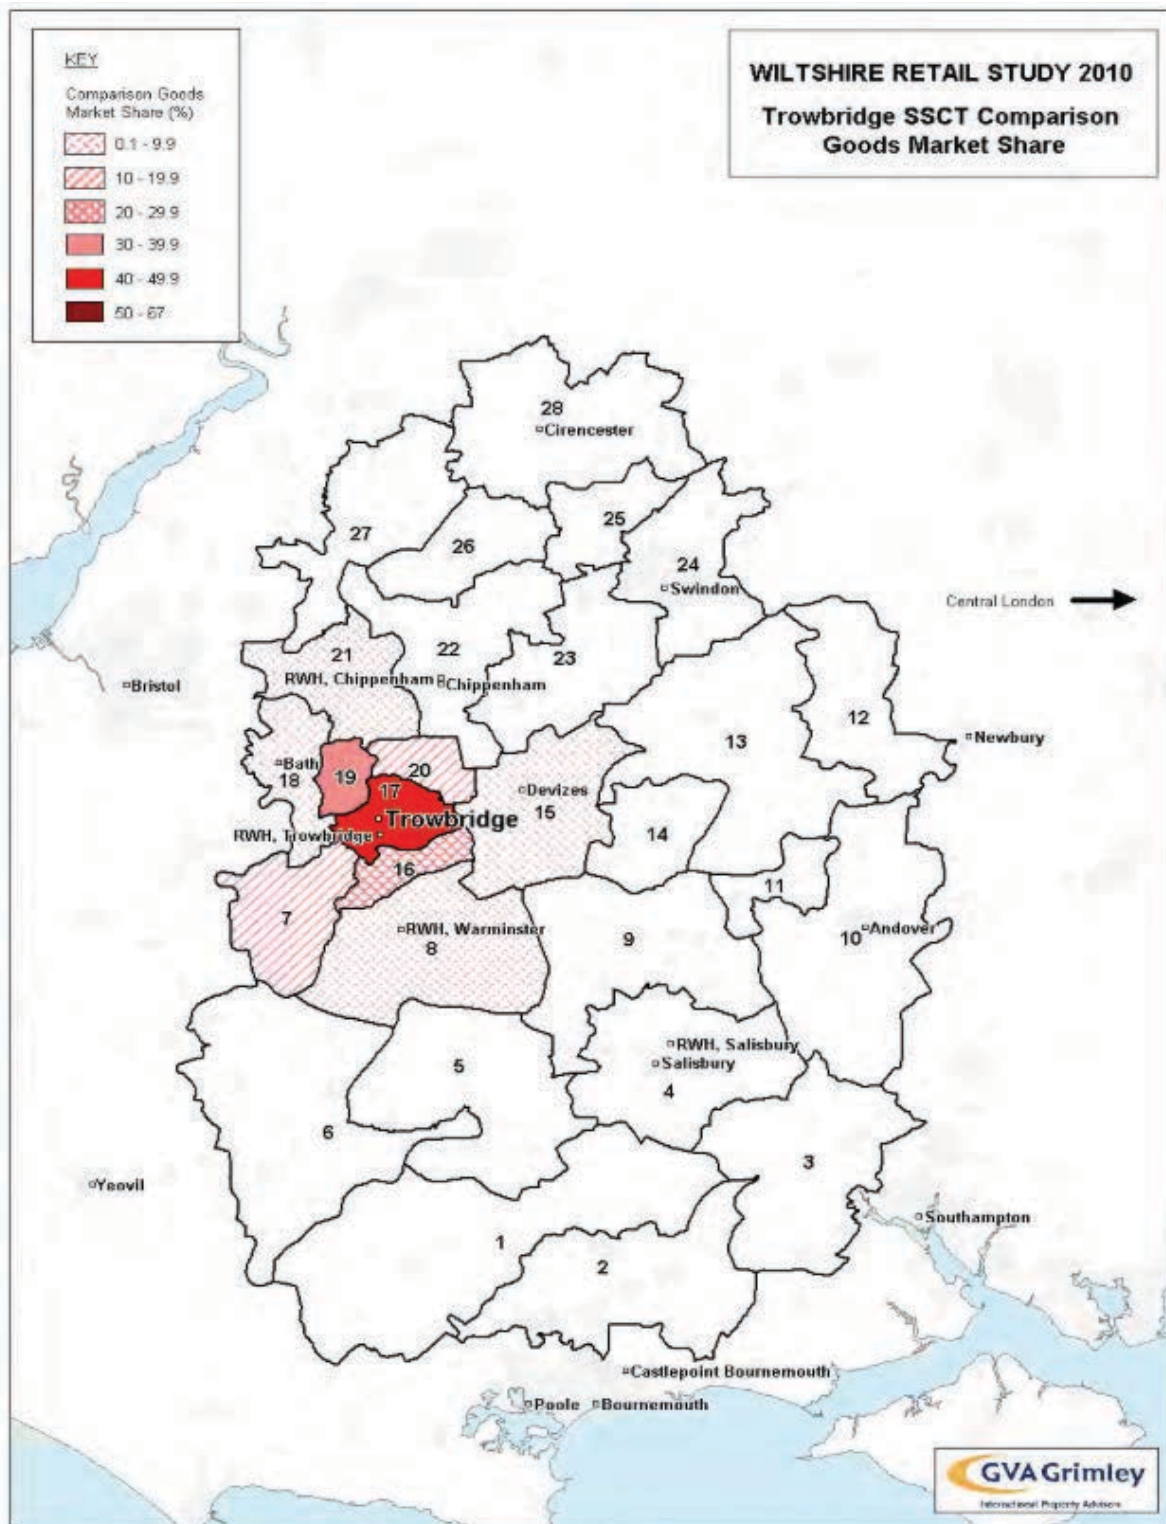 KEY
Comparison Goods
Market Share (%)
0.1 - 9.9
10 - 19.9
20 - 29.9
30 - 39.9
40 - 49.9
50 - 67
WILTSHIRE RETAIL STUDY 2010
Trowbridge SSCT Comparison
Goods Market Share
28
Cirencester
27
26
25
24
Swindon
Central London
21
RWH, Chippenham
22
Chippenham
23
Bristol
12
13
Newbury
Bath
18
19
20
17
Trowbridge
RWH, Trowbridge
Devizes
15
14
16
11
7
RWH, Warminster
8
9
10
Andover
RWH, Salisbury
Salisbury
4
5
6
3
Yeovil
Southampton
1
2
Castlepoint Bournemouth
Poole
Bournemouth
GVA Grimley
International Property Advisers